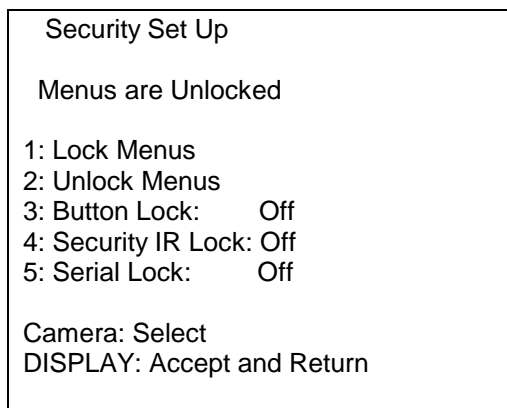 Security Set Up
Menus are Unlocked
1: Lock Menus
2: Unlock Menus
3: Button Lock: Off
4: Security IR Lock: Off
5: Serial Lock: Off
Camera: Select
DISPLAY: Accept and Return